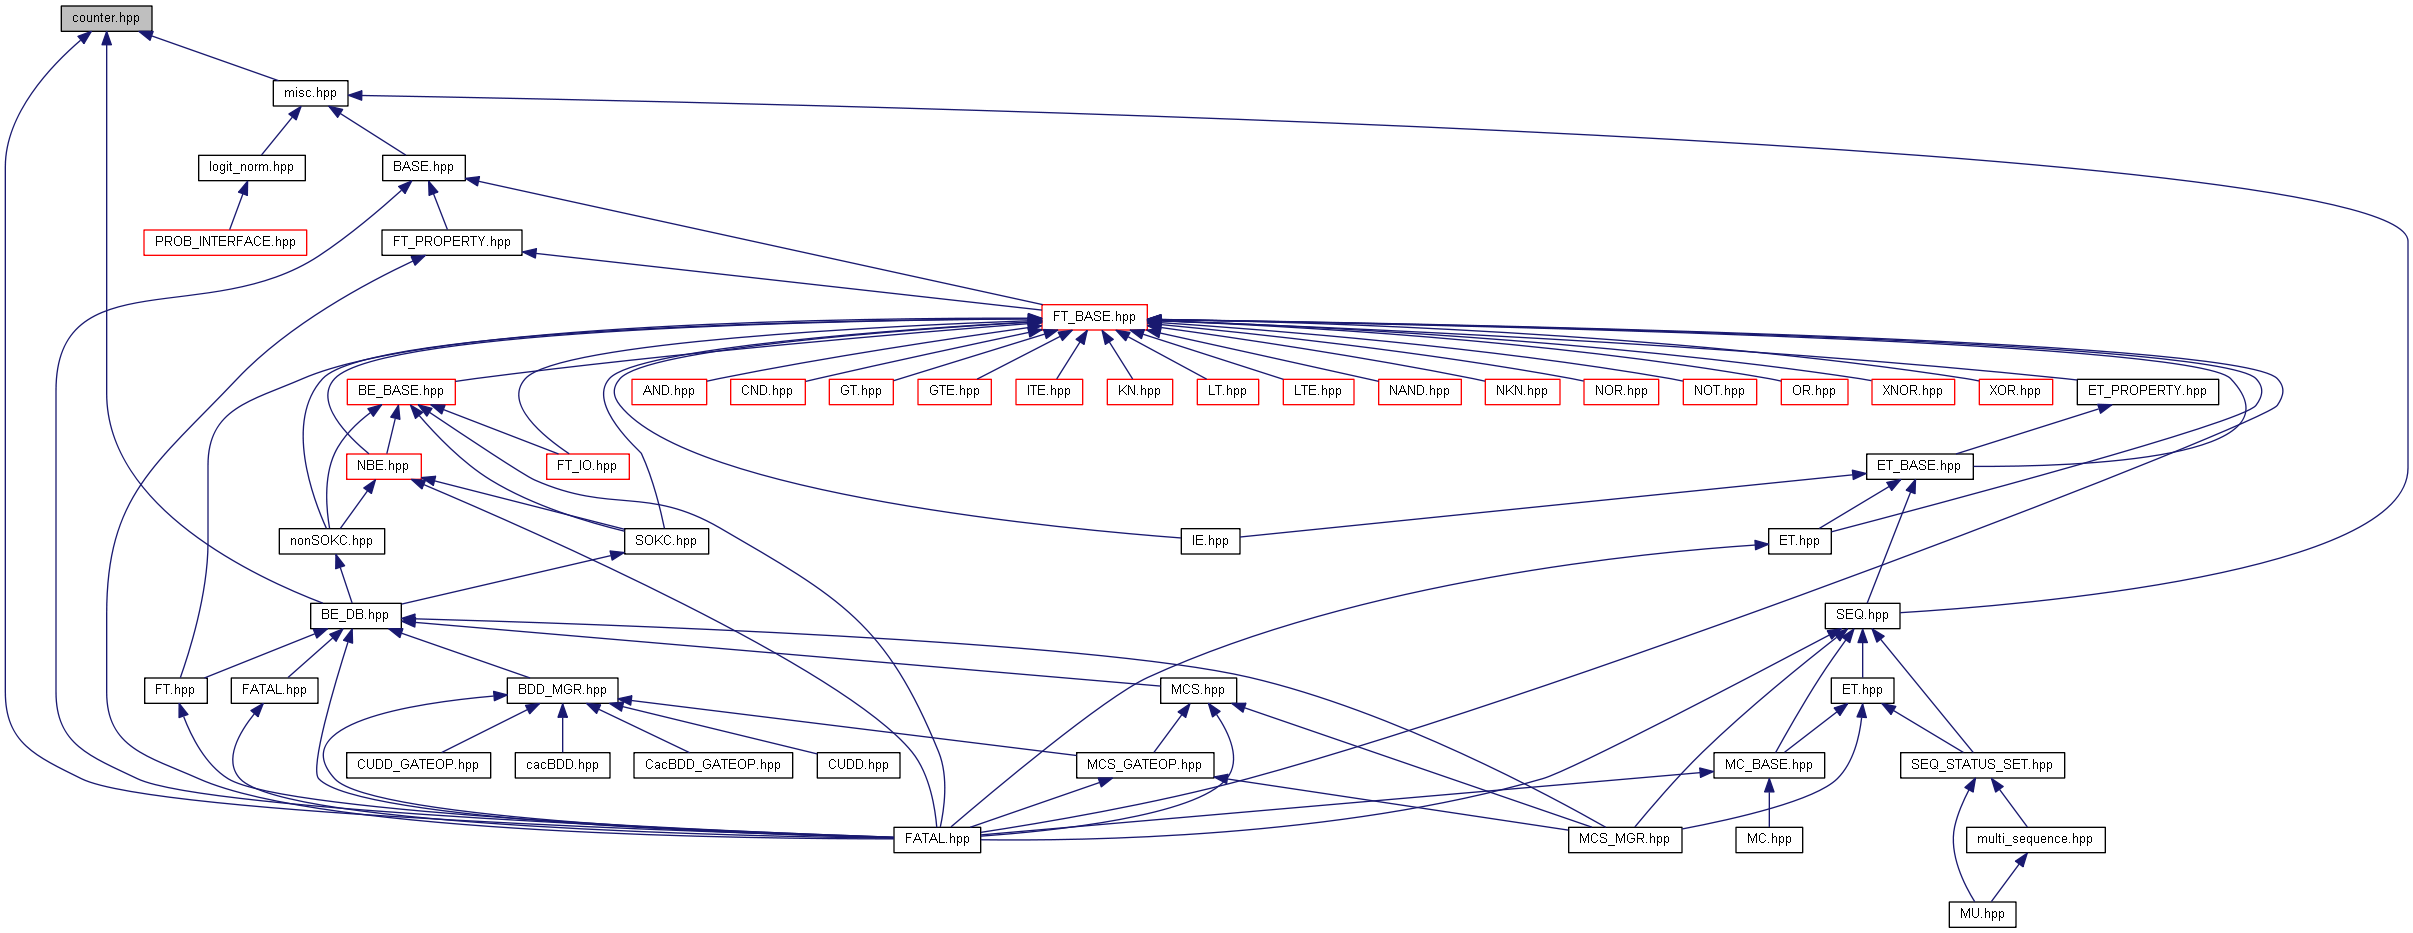 counter.hpp
misc.hpp
logit_norm.hpp
BASE.hpp
PROB_INTERFACE.hpp
FT_PROPERTY.hpp
FT_BASE.hpp
BE_BASE.hpp
AND.hpp
CND.hpp
GT.hpp
GTE.hpp
ITE.hpp
KN.hpp
LT.hpp
LTE.hpp
NAND.hpp
NKN.hpp
NOR.hpp
NOT.hpp
OR.hpp
XNOR.hpp
XOR.hpp
ET_PROPERTY.hpp
NBE.hpp
FT_IO.hpp
ET_BASE.hpp
nonSOKC.hpp
SOKC.hpp
IE.hpp
ET.hpp
BE_DB.hpp
SEQ.hpp
FT.hpp
FATAL.hpp
BDD_MGR.hpp
MCS.hpp
ET.hpp
CUDD_GATEOP.hpp
cacBDD.hpp
CacBDD_GATEOP.hpp
CUDD.hpp
MCS_GATEOP.hpp
MC_BASE.hpp
SEQ_STATUS_SET.hpp
FATAL.hpp
MCS_MGR.hpp
MC.hpp
multi_sequence.hpp
MU.hpp